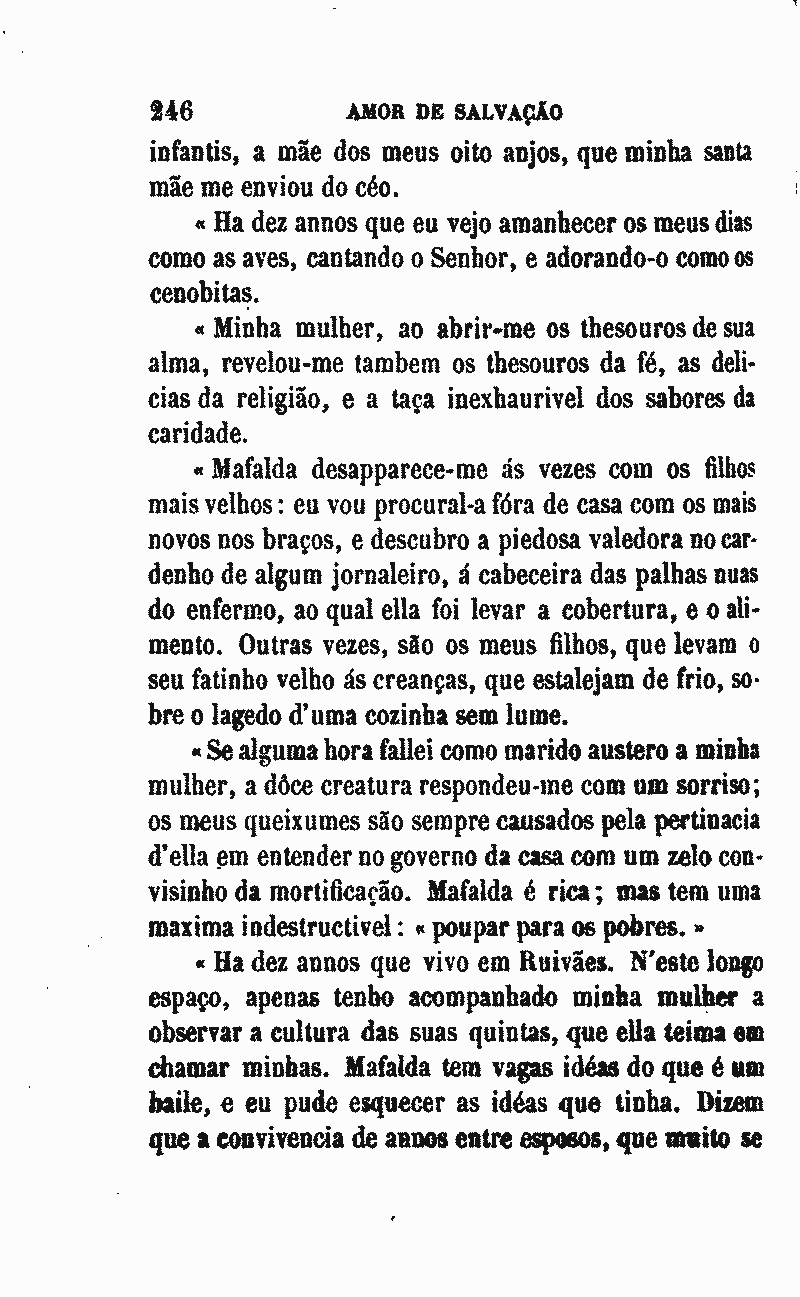 246 AMOR DE SALVAÇÃO
infantis, a mãe dos meus oito anjos, que minha santa
mãe me enviou do céo.
« Ha dez annos que eu vejo amanhecer os meus dias
como as aves, cantando o Senhor, e adorando-o como os
cenobitas.
« Minha mulher, ao abrir-me os thesouros de sua
alma, revelou-me tambem os thesouros da fé, as deli-
cias da religião, e a taça inexhaurivel dos sabores da
caridade.
« Mafalda desapparece-me ás vezes com os filhos
mais velhos: eu vou procural-a fóra de casa com os mais
novos nos braços, e descubro a piedosa valedora no car-
denho de algum jornaleiro, á cabeceira das palhas nuas
do enfermo, ao qual ella foi levar a cobertura, e o ali-
mento. Outras vezes, são os meus filhos, que levam o
seu fatinho velho ás creanças, que estalejam de frio, so-
bre o lagedo d'uma cozinha sem lume.
« Se alguma hora fallei como marido austero a minha
mulher, a dôce creatura respondeu-me com um sorriso;
os meus queixumes são sempre causados pela pertinacia
d'ella em entender no governo da casa com um zelo con-
visinho da mortificação. Mafalda é rica; mas tem uma
maxima indestructivel: « poupar para os pobres. »
« Ha dez annos que vivo em Ruivães. N'este longo
espaço, apenas tenho acompanhado minha mulher a
observar a cultura das suas quintas, que ella teima em
chamar minhas. Mafalda tem vagas idéas do que é um
baile, e eu pude esquecer as idéas que tinha. Dizem
que a convivencia de annos entre esposos, que muito se